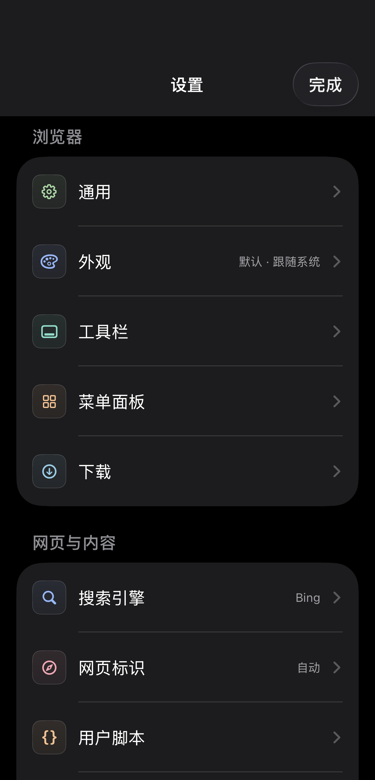 设置
完成
浏览器
通用
外观
默认 · 跟随系统
工具栏
菜单面板
下载
网页与内容
搜索引擎
Bing
网页标识
自动
用户脚本